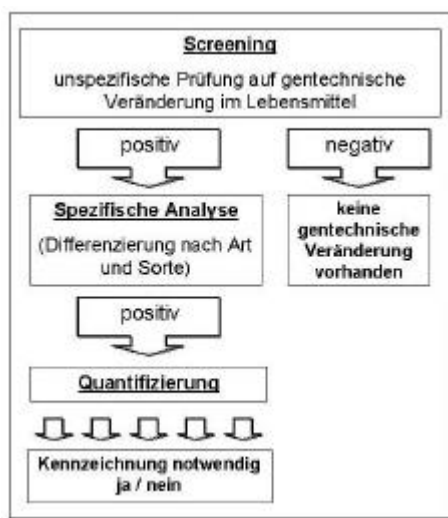 Screening
unspezifische Prüfung auf gentechnische
Veränderung im Lebensmittel
positiv
negativ
Spezifische Analyse
(Differenzierung nach Art
und Sorte)
keine
gentechnische
Veränderung
vorhanden
positiv
Quantifizierung
Kennzeichnung notwendig
ja / nein